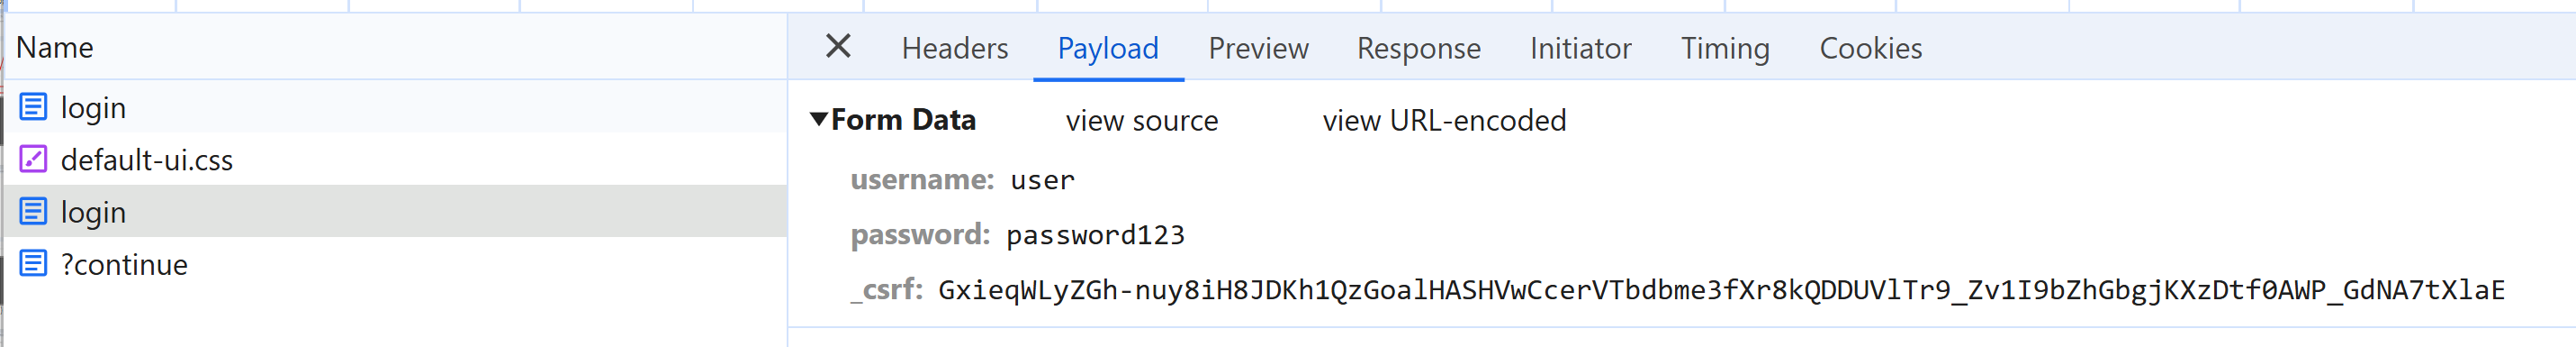 Name
login
default-ui.css
login
?continue
Headers Payload Preview Response Initiator Timing Cookies
Form Data view source view URL-encoded
username: user
password: password123
_csrf: GxieqWLyZGh-nuy8iH8JDKh1QzGoalHASHVwCcerVTbdbme3fXr8kQDDUVlTr9_Zv1I9bZhGbgjKXzDtf0AWP_GdNA7tXlaE